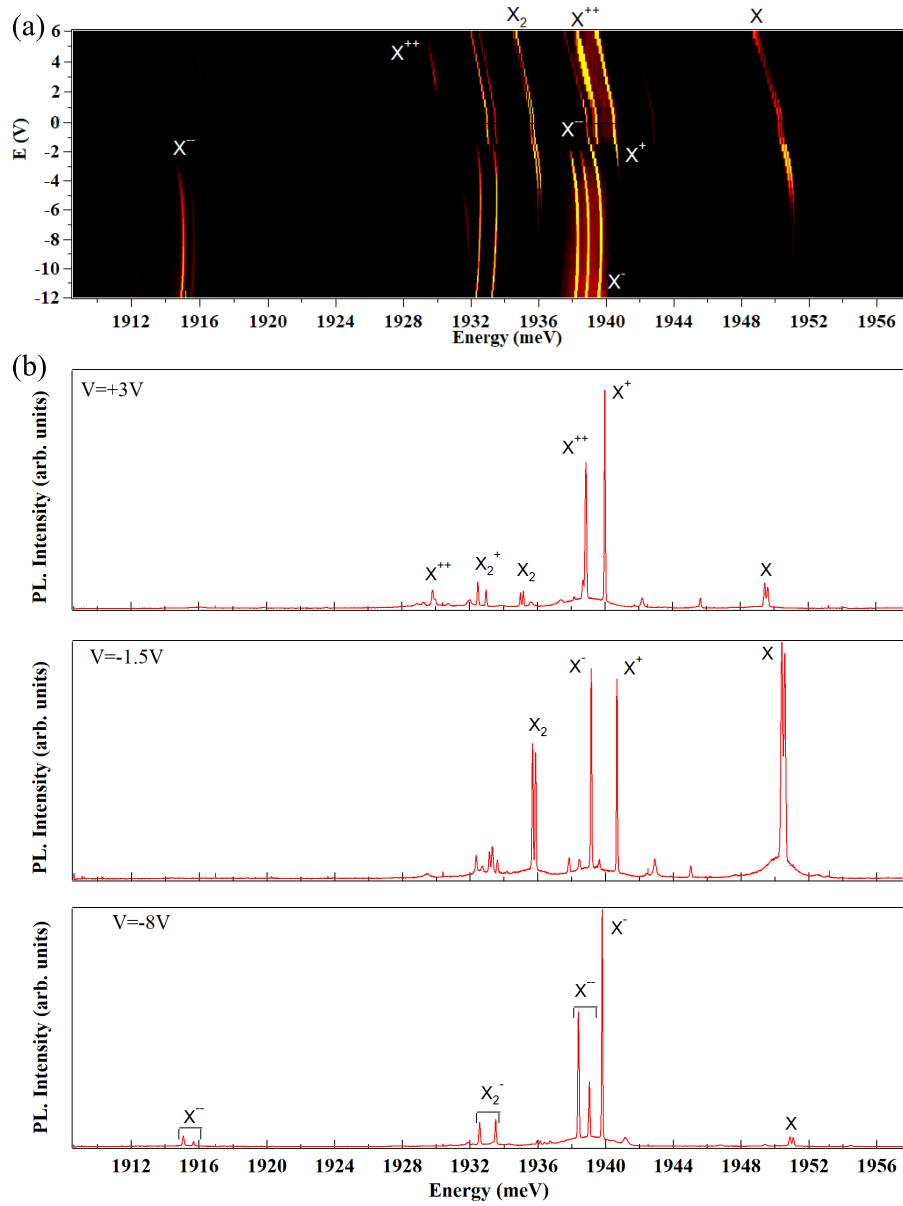 (a)
X₂ X⁺⁺ X
X⁺⁺
X⁻⁻
X⁻⁻
X⁺
X⁻
E (V)
6
4
2
0
-2
-4
-6
-8
-10
-12
1912 1916 1920 1924 1928 1932 1936 1940 1944 1948 1952 1956
Energy (meV)
(b)
V=+3V
PL. Intensity (arb. units)
X⁺⁺ X₂⁺ X₂ X⁺⁺ X⁺ X
V=-1.5V
PL. Intensity (arb. units)
X₂ X⁻ X⁺ X
V=-8V
PL. Intensity (arb. units)
X⁻⁻ X₂⁻ X⁻⁻ X⁻ X
1912 1916 1920 1924 1928 1932 1936 1940 1944 1948 1952 1956
Energy (meV)